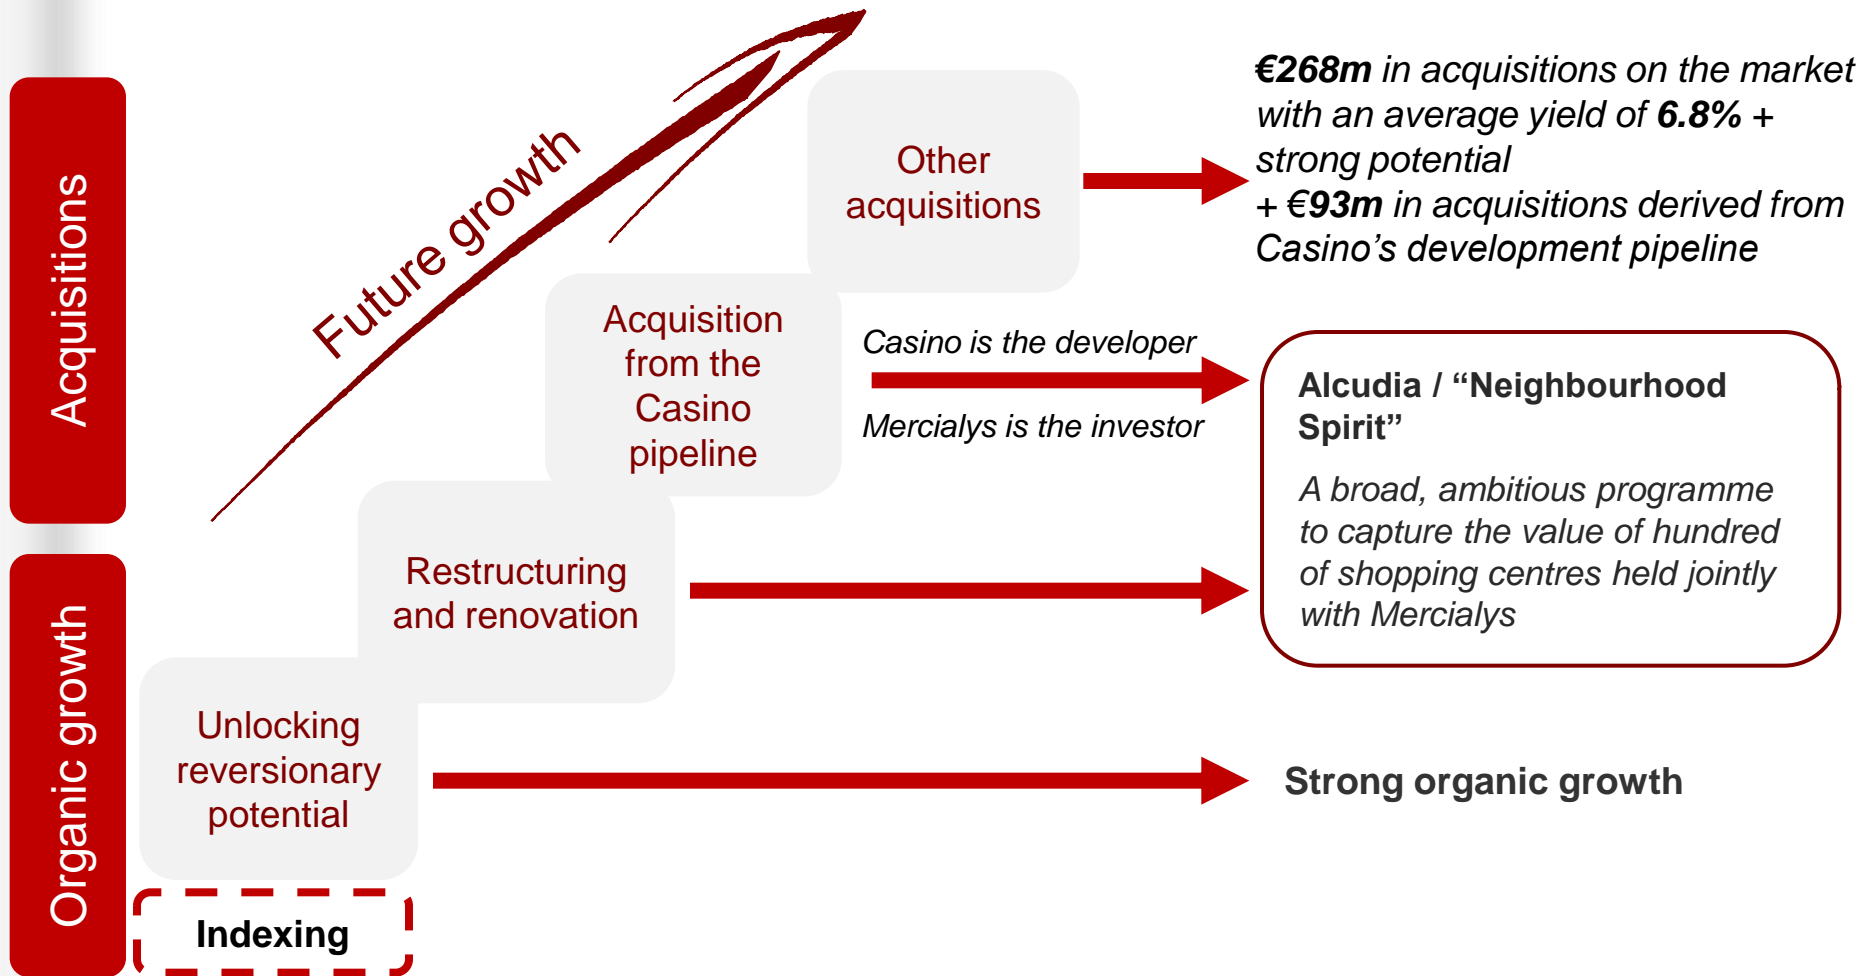 Acquisitions
Organic growth
Future growth
Other
acquisitions
€268m in acquisitions on the market
with an average yield of 6.8% +
strong potential
+ €93m in acquisitions derived from
Casino’s development pipeline
Acquisition
from the
Casino
pipeline
Casino is the developer
Mercialys is the investor
Alcudia / “Neighbourhood
Spirit”
A broad, ambitious programme
to capture the value of hundred
of shopping centres held jointly
with Mercialys
Restructuring
and renovation
Unlocking
reversionary
potential
Strong organic growth
Indexing